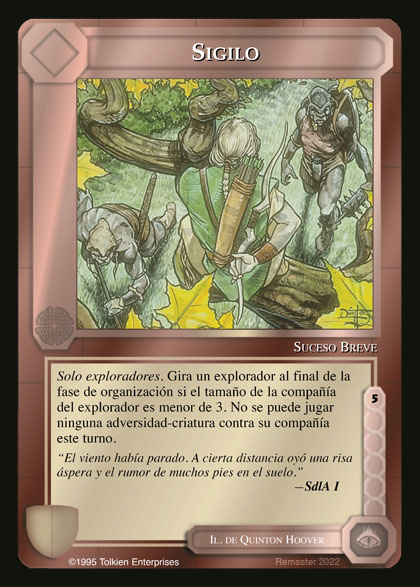 Sigilo
Suceso Breve
Solo exploradores. Gira un explorador al final de la
fase de organización si el tamaño de la compañía
del explorador es menor de 3. No se puede jugar
ninguna adversidad-criatura contra su compañía
este turno.
5
“El viento había parado. A cierta distancia oyó una risa
áspera y el rumor de muchos pies en el suelo.”
—SdlA I
Il. de Quinton Hoover
©1995 Tolkien Enterprises
Remaster 2022